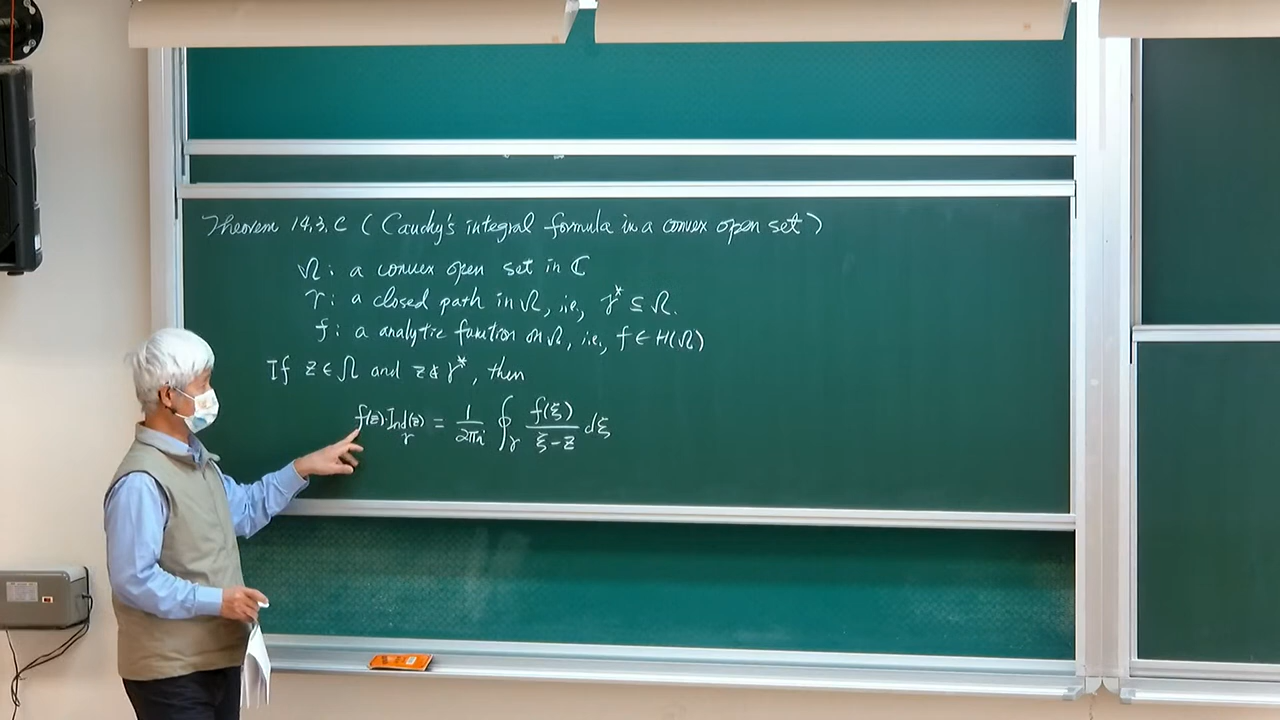 Theorem 14.3.C (Cauchy's integral formula in a convex open set)
Ω: a convex open set in ℂ
γ: a closed path in Ω, i.e., γ* ⊆ Ω.
f: a analytic function on Ω, i.e., f ∈ H(Ω)
If z ∈ Ω and z ∉ γ*, then
f(z)·Ind_γ(z) = 1/(2πi) ∮_γ f(ξ)/(ξ−z) dξ